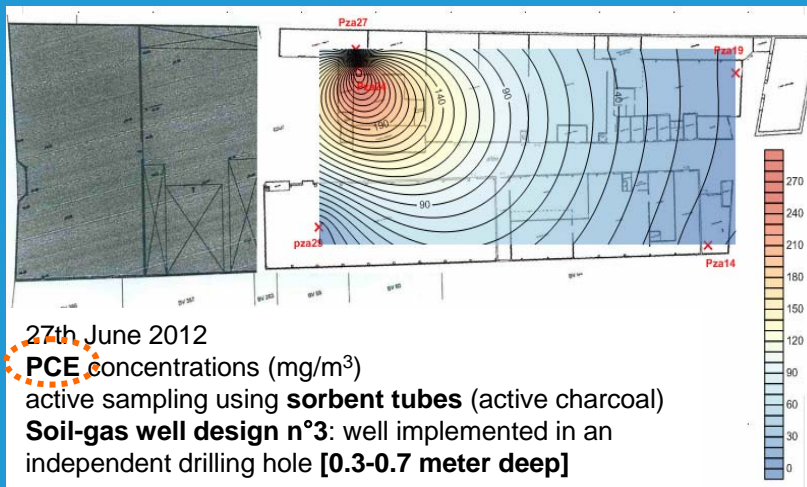 Pza27
Pza19
140
190
90
40
90
pza29
Pza14
270
240
210
180
150
120
90
60
30
0
27th June 2012
PCE concentrations (mg/m³)
active sampling using sorbent tubes (active charcoal)
Soil-gas well design n°3: well implemented in an
independent drilling hole [0.3-0.7 meter deep]